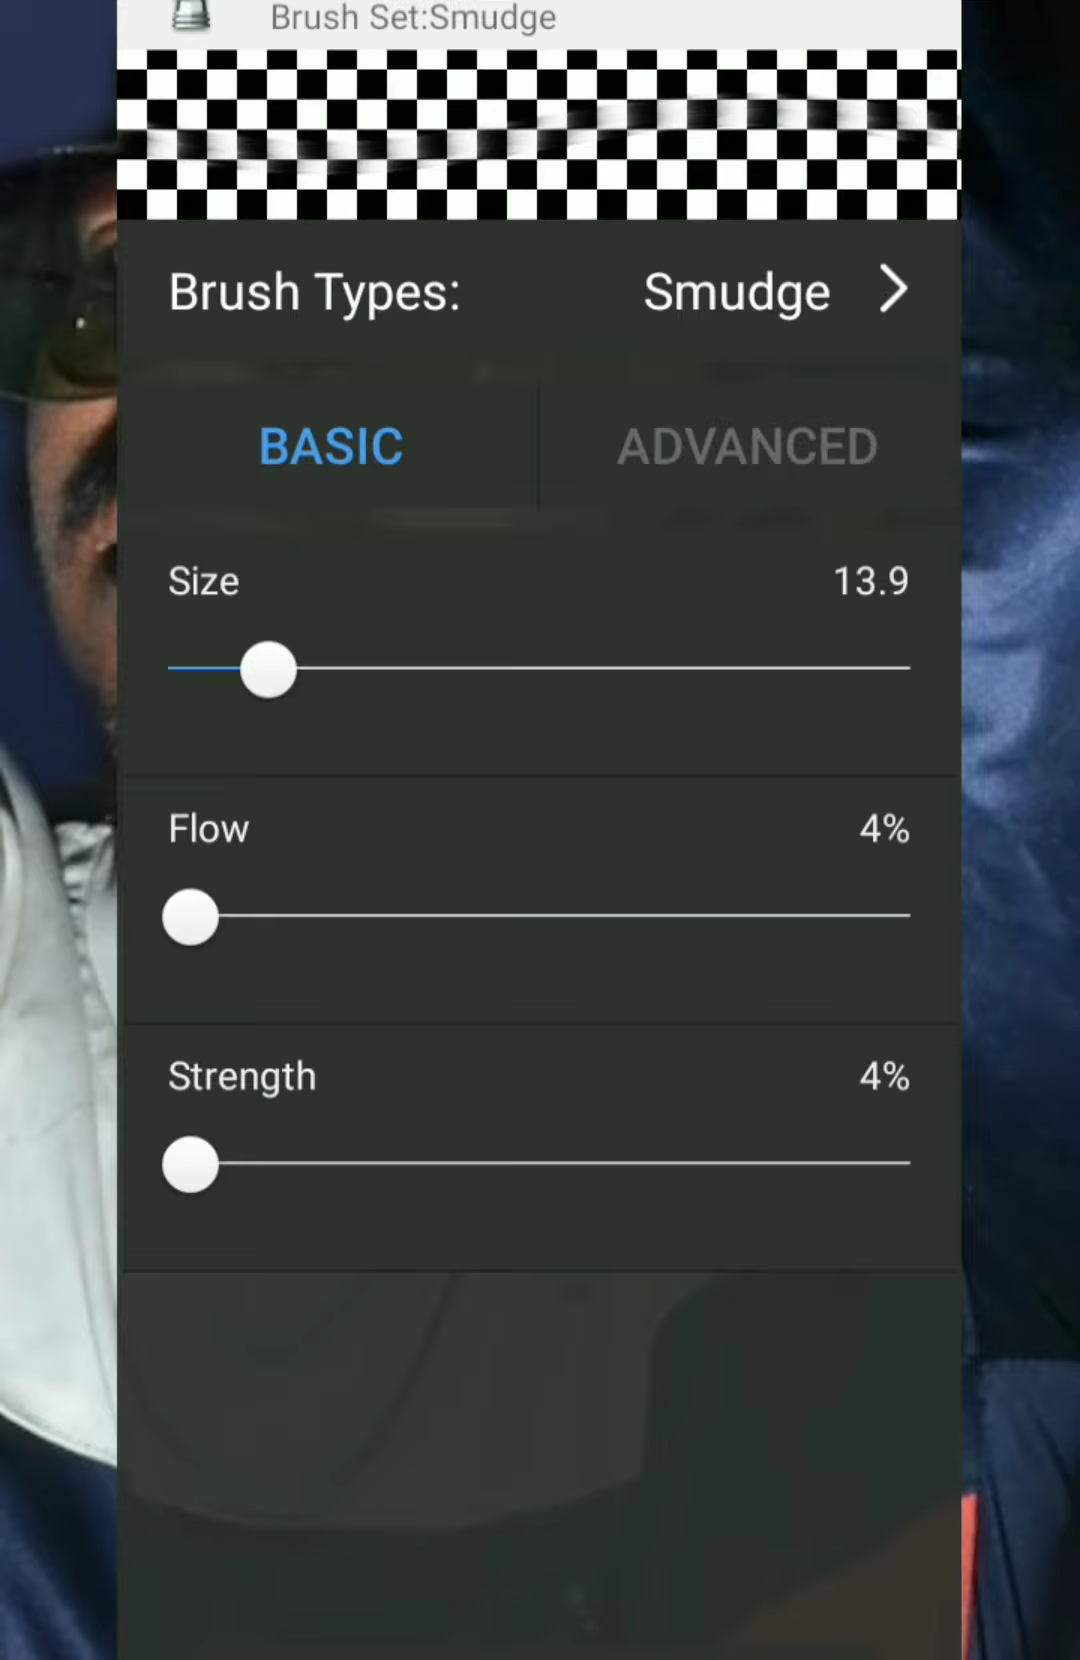 Brush Set:Smudge
Brush Types: Smudge
BASIC ADVANCED
Size 13.9
Flow 4%
Strength 4%